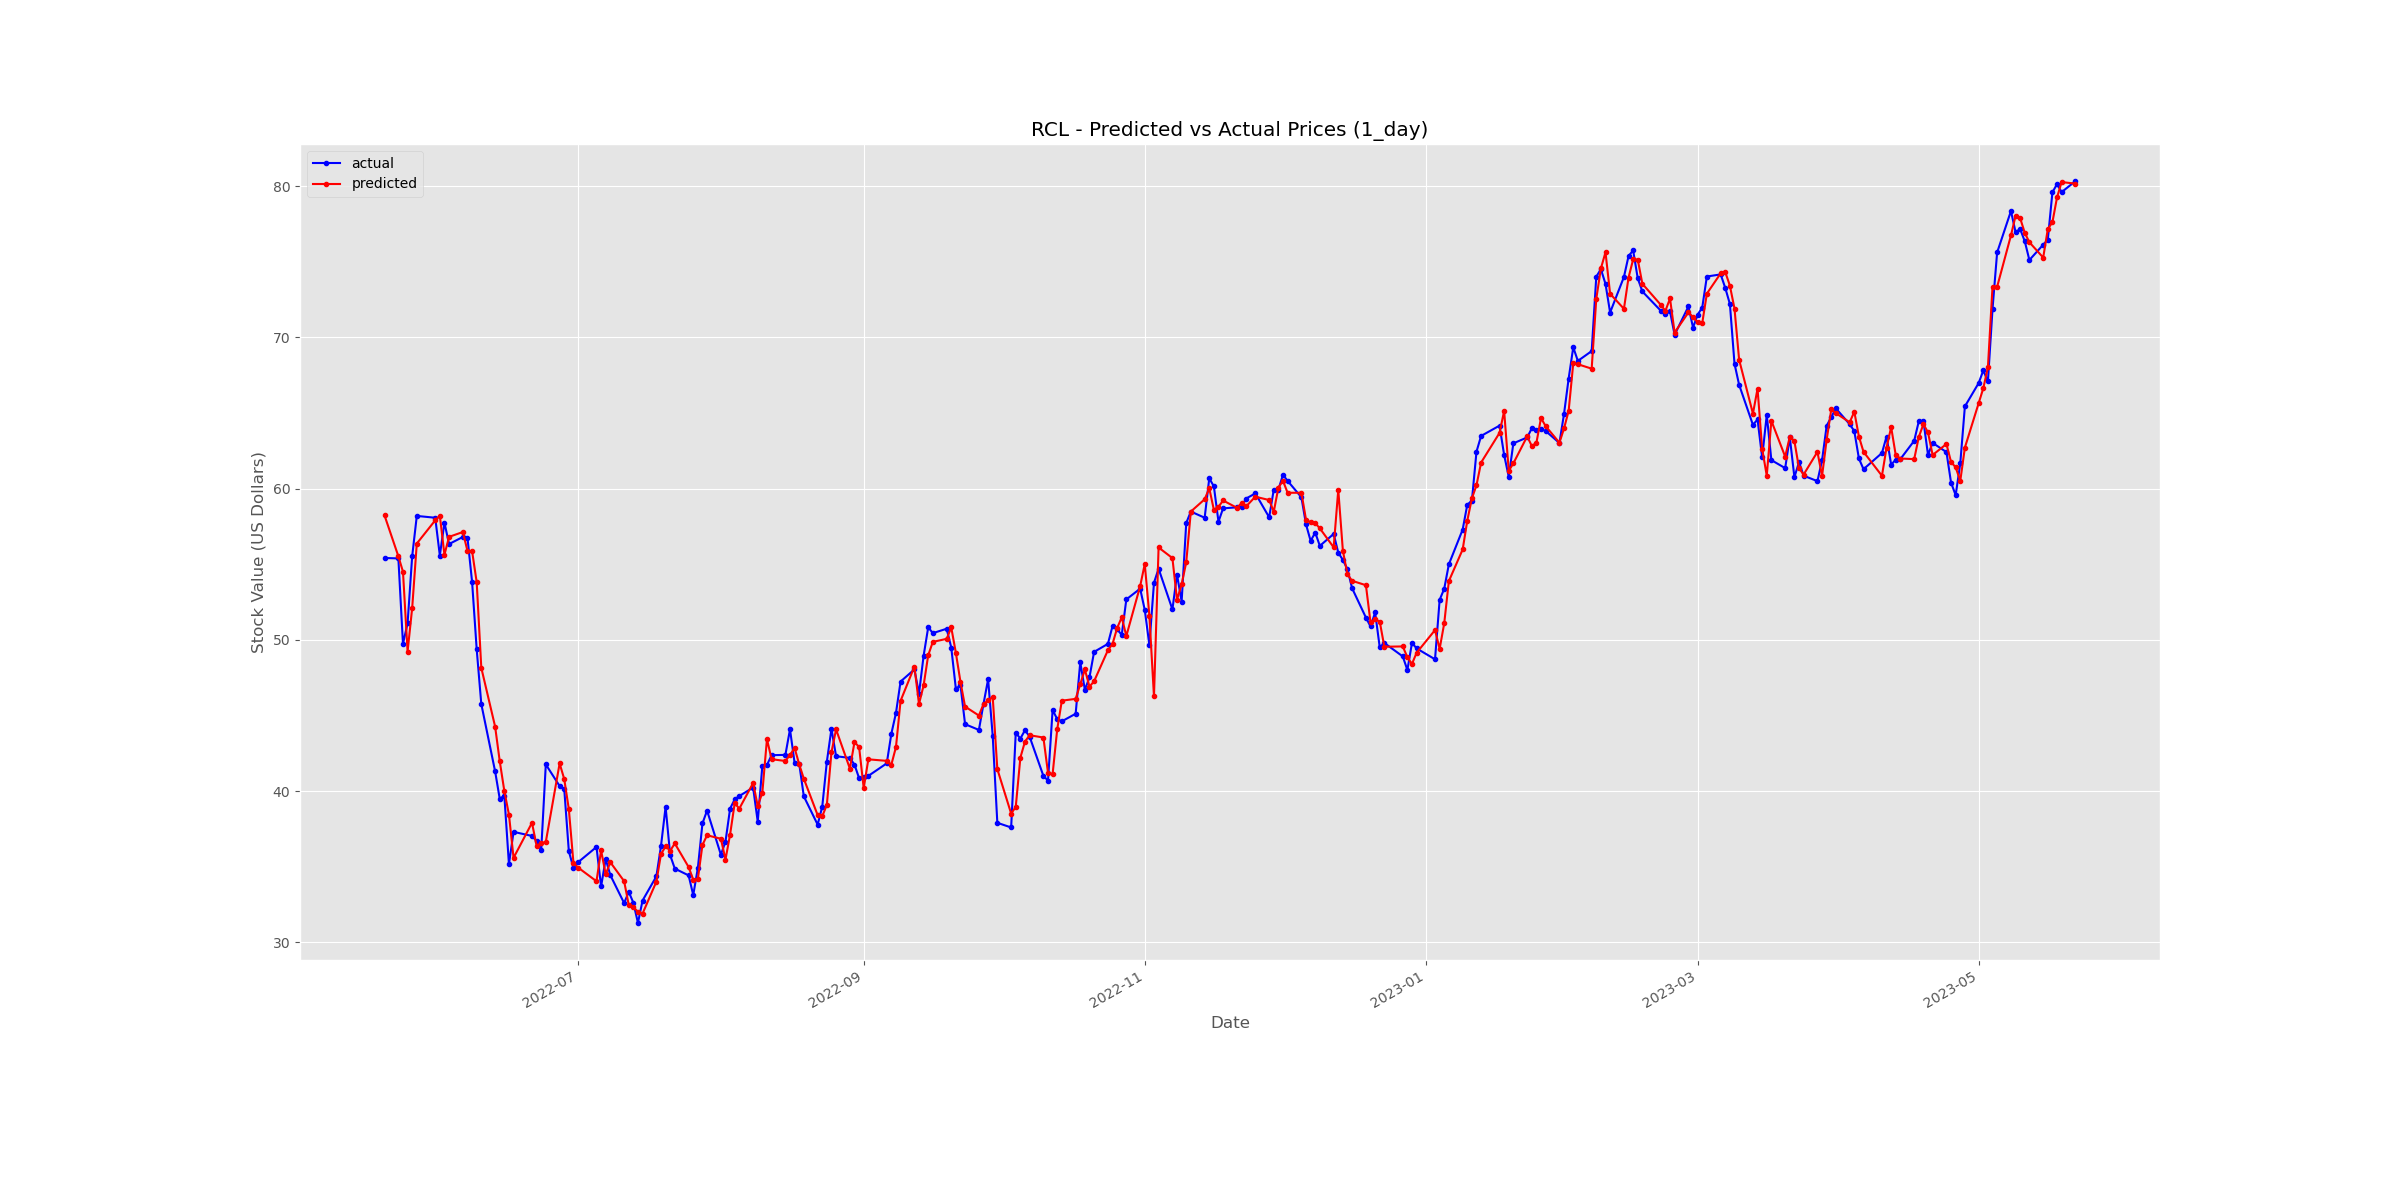 RCL - Predicted vs Actual Prices (1_day)
actual
predicted
Stock Value (US Dollars)
80
70
60
50
40
30
2022-07
2022-09
2022-11
2023-01
2023-03
2023-05
Date